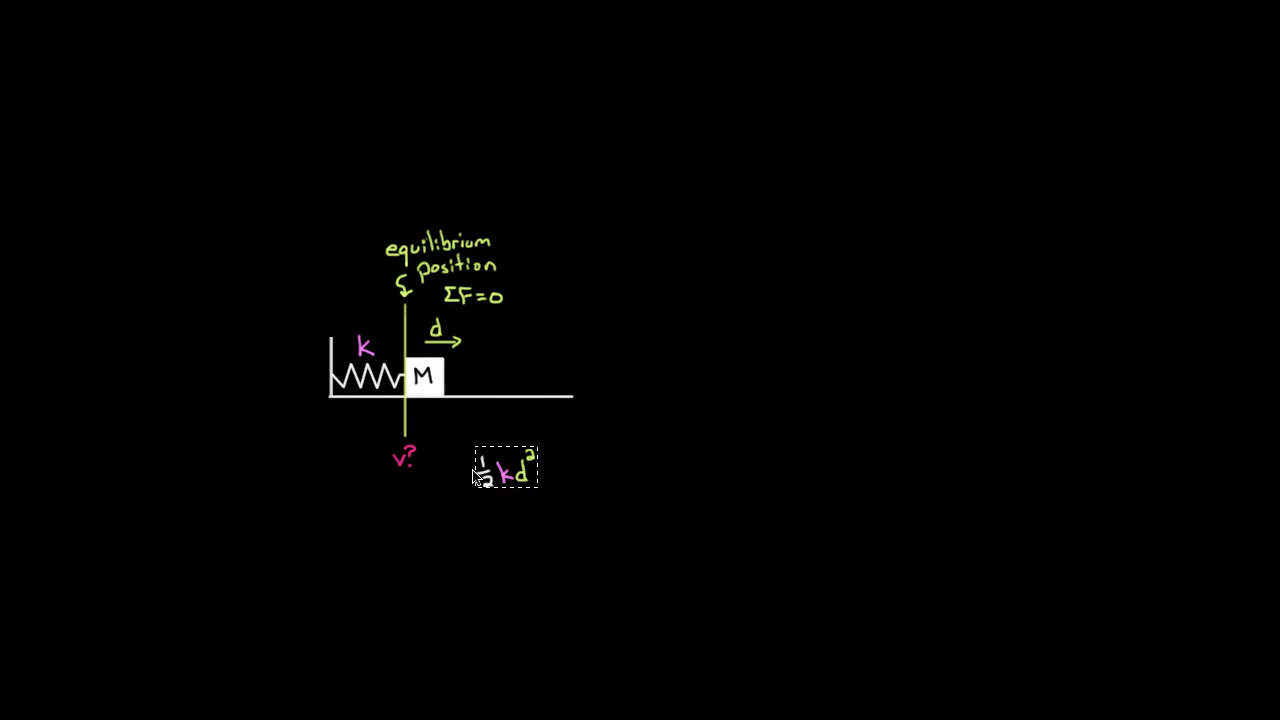 equilibrium
position
ΣF=0
d
k
M
v?
½kd²